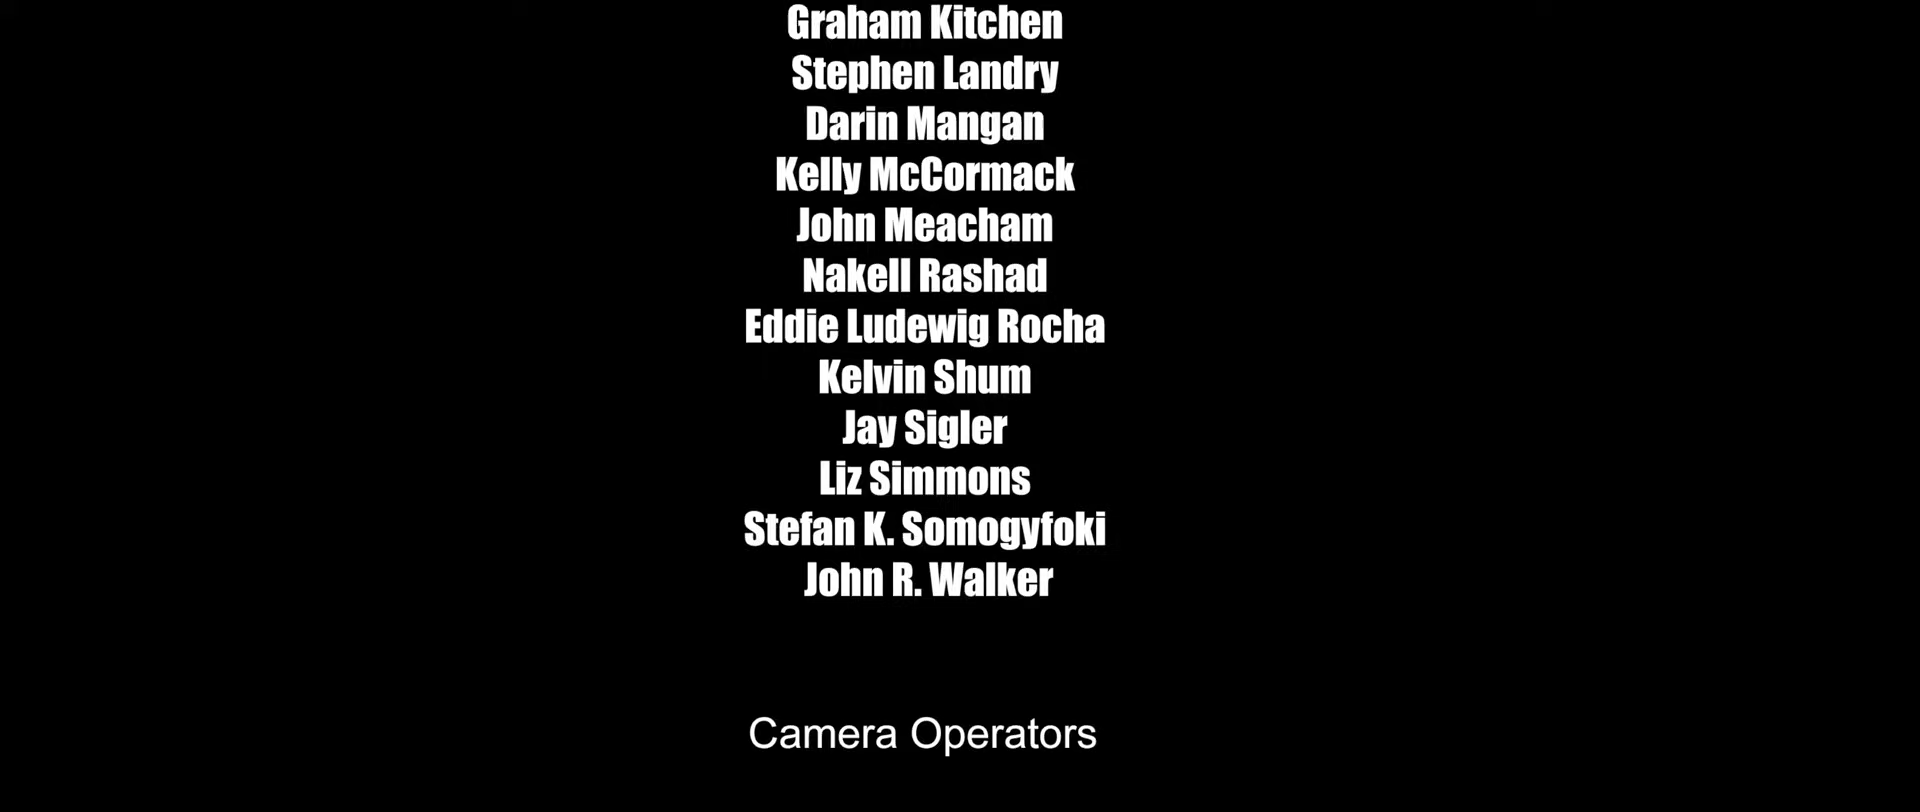 Graham Kitchen
Stephen Landry
Darin Mangan
Kelly McCormack
John Meacham
Nakell Rashad
Eddie Ludewig Rocha
Kelvin Shum
Jay Sigler
Liz Simmons
Stefan K. Somogyfoki
John R. Walker
Camera Operators